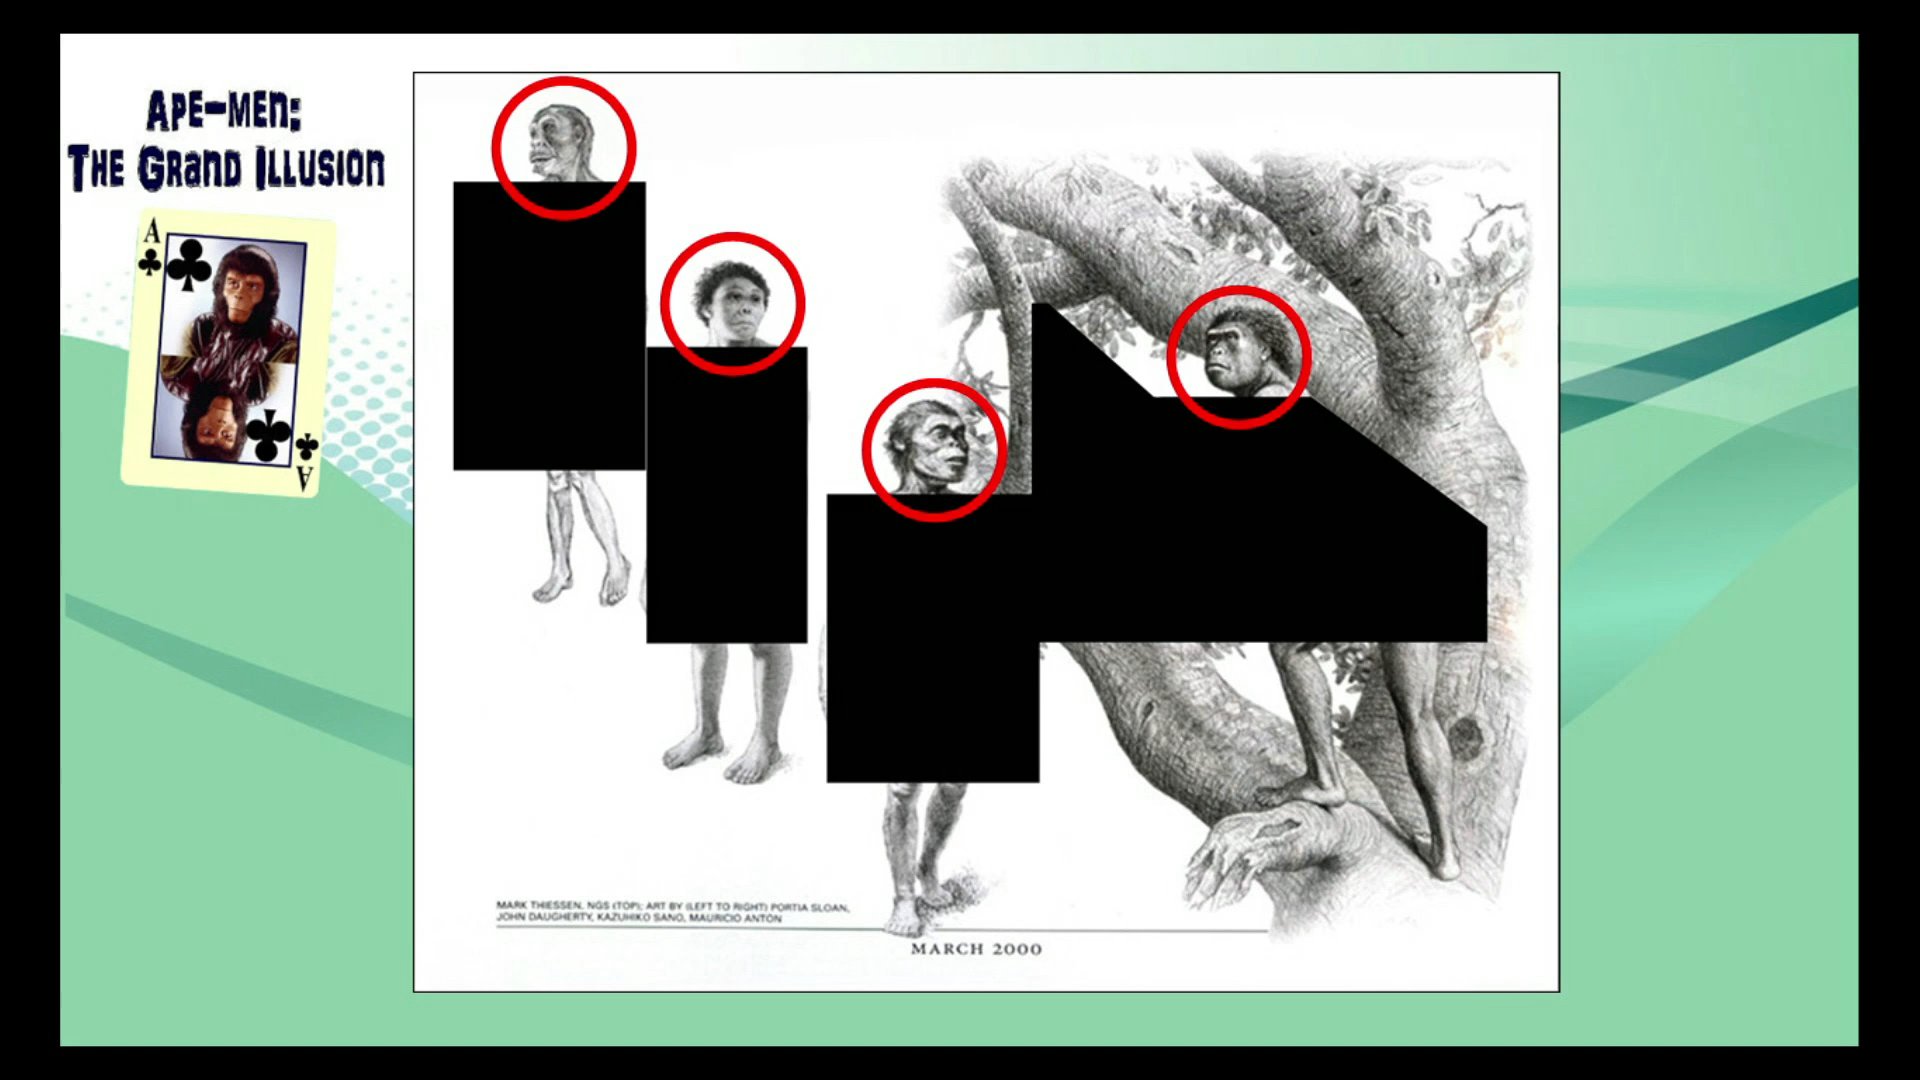 APE-MEN:
THE GRAND ILLUSION
A
A
MARK THIESSEN, NGS (TOP); ART BY (LEFT TO RIGHT) PORTIA SLOAN,
JOHN DAUGHERTY, KAZUHIKO SANO, MAURICIO ANTON
MARCH 2000